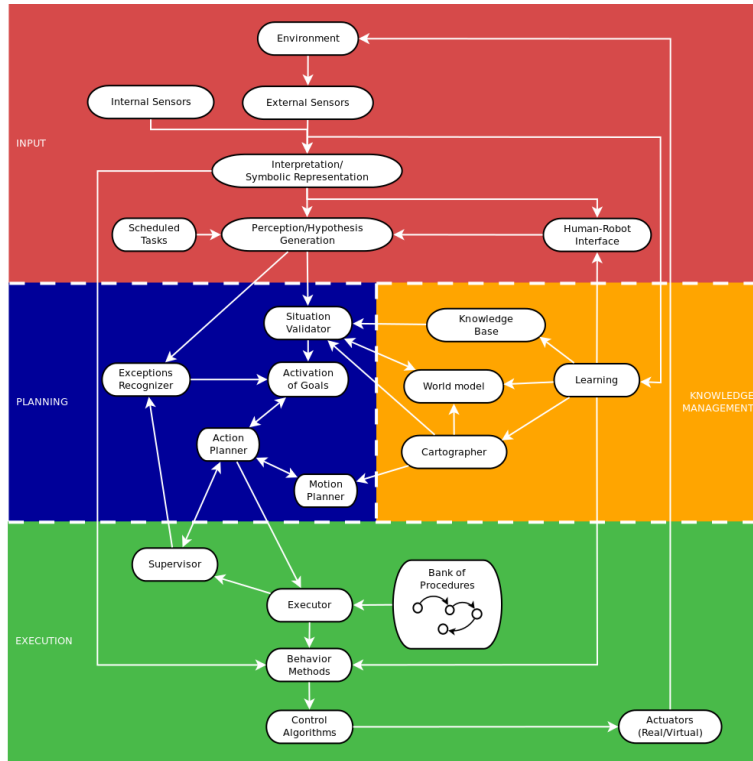 Environment
Internal Sensors
External Sensors
INPUT
Interpretation/
Symbolic Representation
Scheduled
Tasks
Perception/Hypothesis
Generation
Human-Robot
Interface
Situation
Validator
Knowledge
Base
Exceptions
Recognizer
Activation
of Goals
World model
Learning
PLANNING
KNOWLEDGE
MANAGEMENT
Action
Planner
Cartographer
Motion
Planner
Supervisor
Bank of
Procedures
Executor
EXECUTION
Behavior
Methods
Control
Algorithms
Actuators
(Real/Virtual)